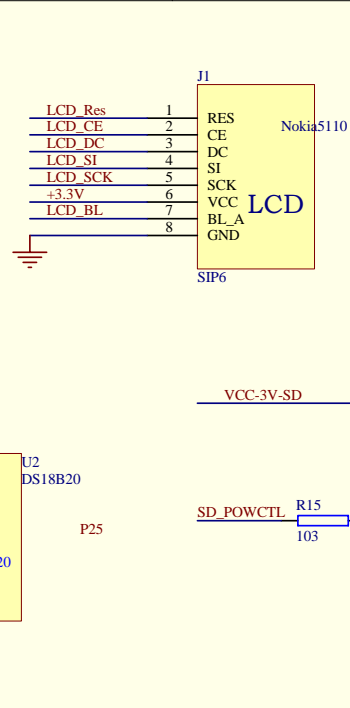 J1
LCD_Res 1 RES
LCD_CE 2 CE Nokia5110
LCD_DC 3 DC
LCD_SI 4 SI
LCD_SCK 5 SCK
+3.3V 6 VCC LCD
LCD_BL 7 BL_A
8 GND
SIP6
VCC-3V-SD
U2
DS18B20
R15
SD_POWCTL
P25
103
20